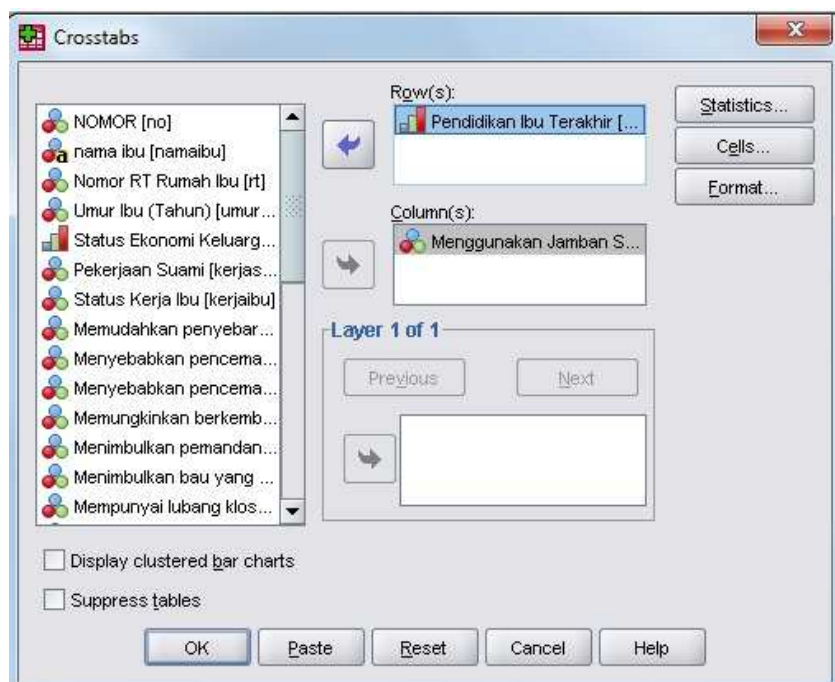 Crosstabs
NOMOR [no]
nama ibu [namaibu]
Nomor RT Rumah Ibu [rt]
Umur Ibu (Tahun) [umur...
Status Ekonomi Keluarg...
Pekerjaan Suami [kerjas...
Status Kerja Ibu [kerjaibu]
Memudahkan penyebar...
Menyebabkan pencema...
Menyebabkan pencema...
Memungkinkan berkemb...
Menimbulkan pemandan...
Menimbulkan bau yang ...
Mempunyai lubang klos...
Row(s):
Pendidikan Ibu Terakhir [...
Column(s):
Menggunakan Jamban S...
Layer 1 of 1
Previous
Next
Statistics...
Cells...
Format...
Display clustered bar charts
Suppress tables
OK
Paste
Reset
Cancel
Help